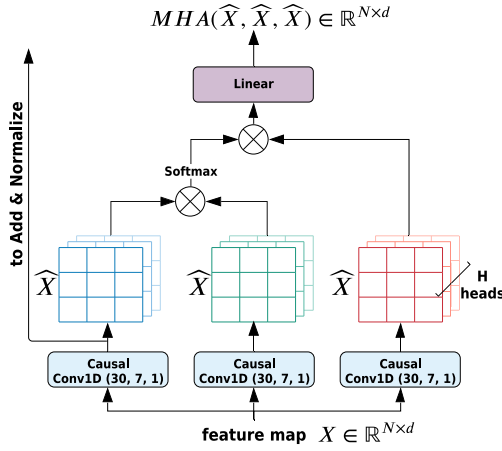 MHA(X̂, X̂, X̂) ∈ ℝ^{N×d}
Linear
to Add & Normalize
Softmax
X̂
X̂
X̂
H
heads
Causal
Conv1D (30, 7, 1)
Causal
Conv1D (30, 7, 1)
Causal
Conv1D (30, 7, 1)
feature map X ∈ ℝ^{N×d}